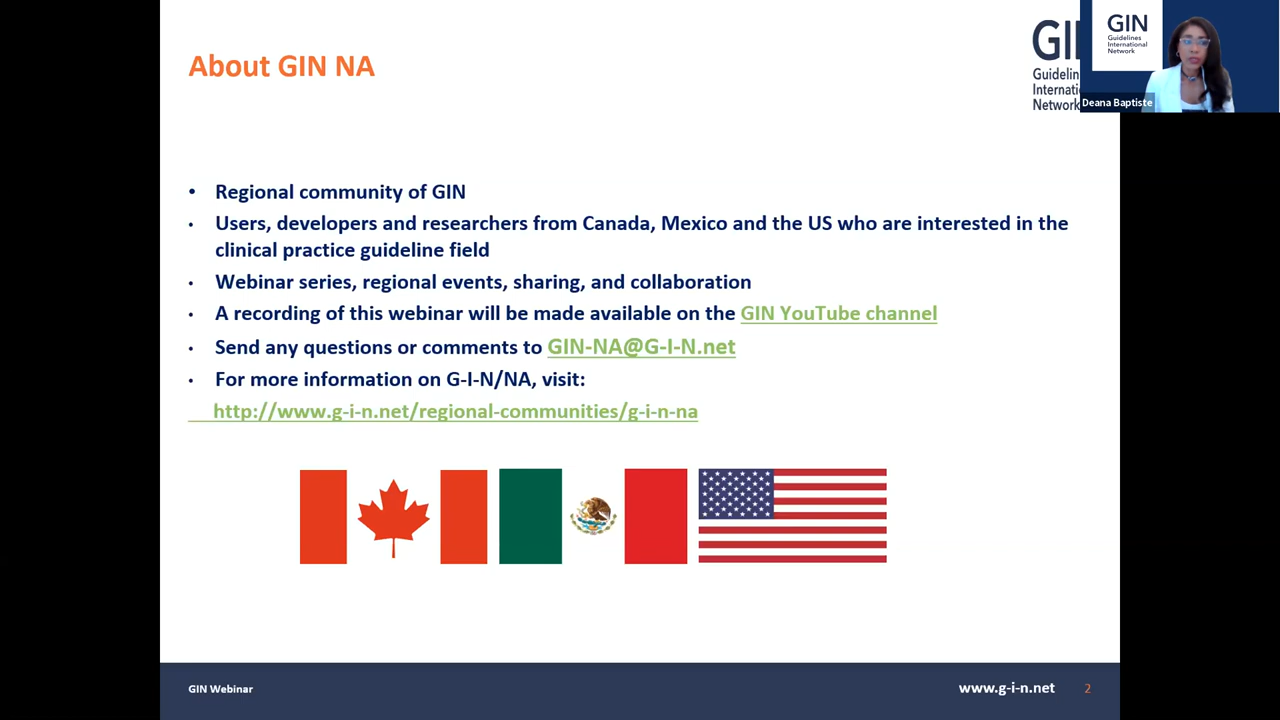 About GIN NA
GIN
Guidelines
International
Network
Deana Baptiste
• Regional community of GIN
• Users, developers and researchers from Canada, Mexico and the US who are interested in the
clinical practice guideline field
• Webinar series, regional events, sharing, and collaboration
• A recording of this webinar will be made available on the GIN YouTube channel
• Send any questions or comments to GIN-NA@G-I-N.net
• For more information on G-I-N/NA, visit:
http://www.g-i-n.net/regional-communities/g-i-n-na
GIN Webinar
www.g-i-n.net
2